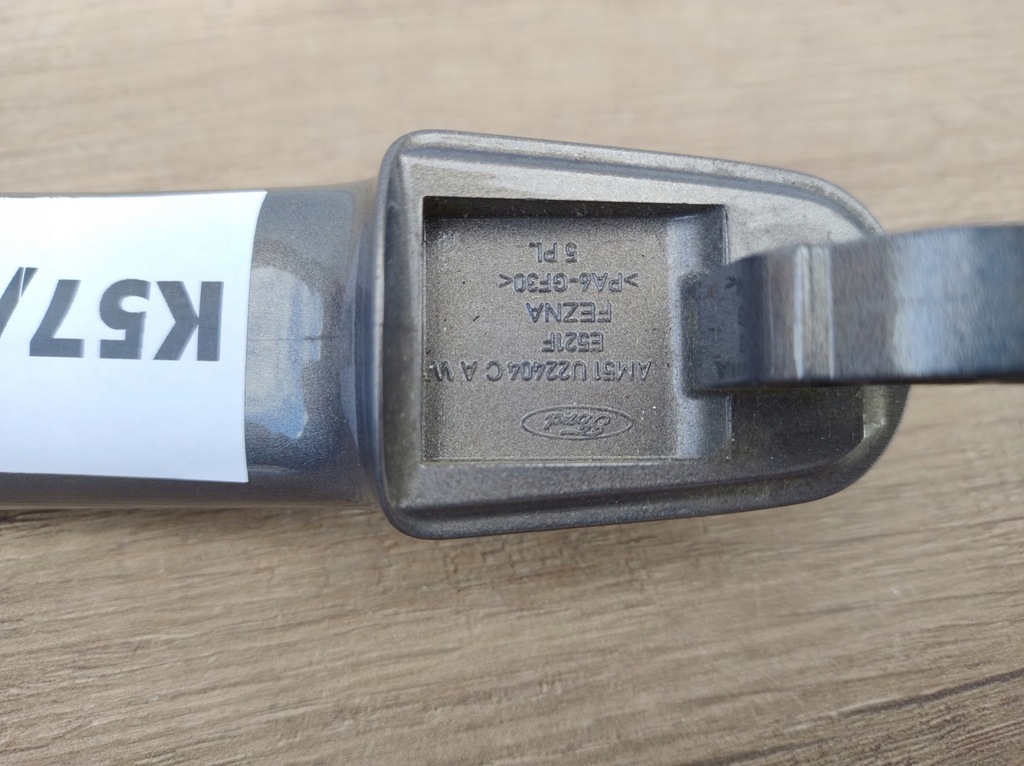 Ford
AM51 U22404 C A W
E521F
FEZNA
>PA6-GF30<
5 PL
K57/